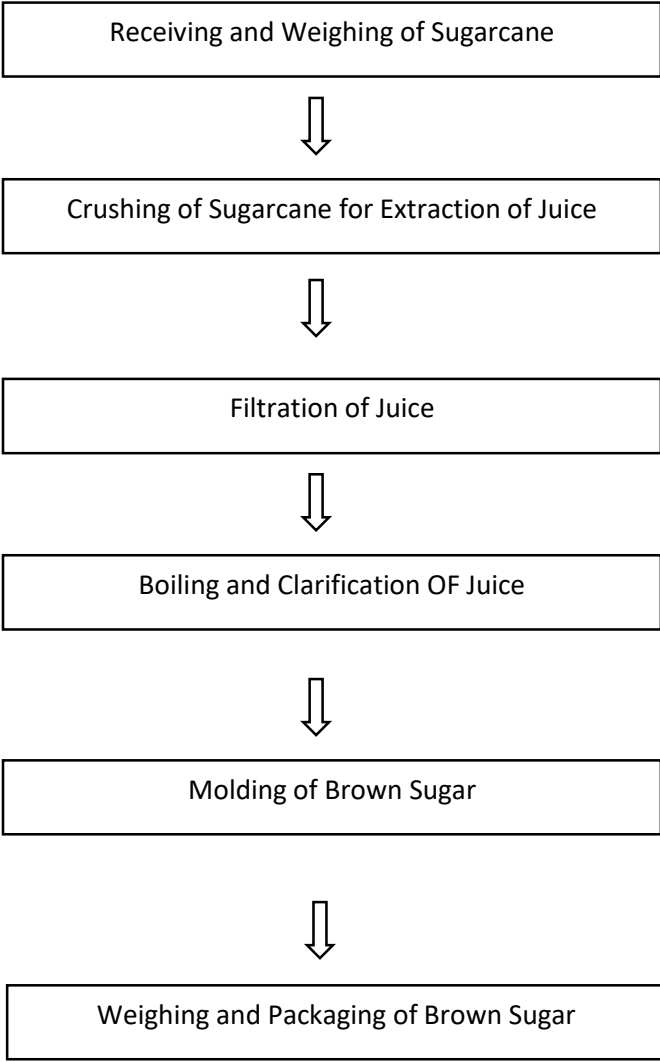 Receiving and Weighing of Sugarcane
Crushing of Sugarcane for Extraction of Juice
Filtration of Juice
Boiling and Clarification OF Juice
Molding of Brown Sugar
Weighing and Packaging of Brown Sugar